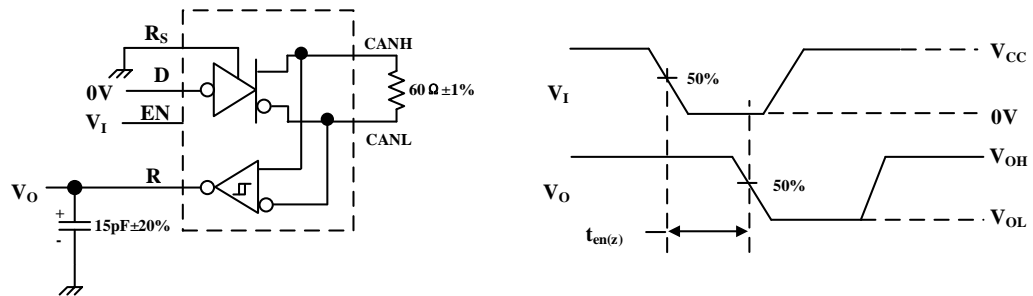 R_S
D
0V
EN
V_I
R
V_O
+
-
15pF±20%
CANH
60Ω±1%
CANL
V_I
50%
V_CC
0V
V_O
50%
V_OH
V_OL
t_en(z)